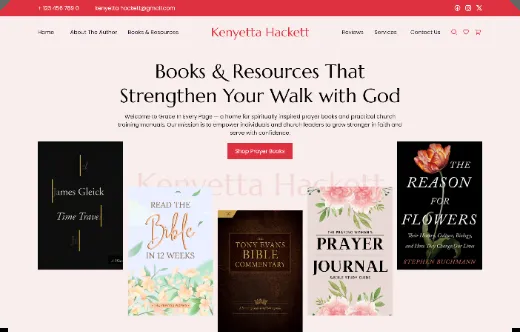 + 123 456 789 0
kenyetta.hackett@gmail.com
Home
About The Author
Books & Resources
Kenyetta Hackett
Reviews
Services
Contact Us
Books & Resources That
Strengthen Your Walk with God
Welcome to Grace in Every Page — a home for spiritually inspired prayer books and practical church
training manuals. Our mission is to empower individuals and church leaders to grow stronger in faith and
serve with confidence.
Shop Prayer Books
Kenyetta Hackett
James Gleick
Time Travel
READ THE
Bible
IN 12 WEEKS
TONY EVANS
BIBLE
COMMENTARY
PRAYER
JOURNAL
THE
REASON
FOR
FLOWERS
Their History, Culture, Biology,
and How They Change Our Lives
STEPHEN BUCHMANN